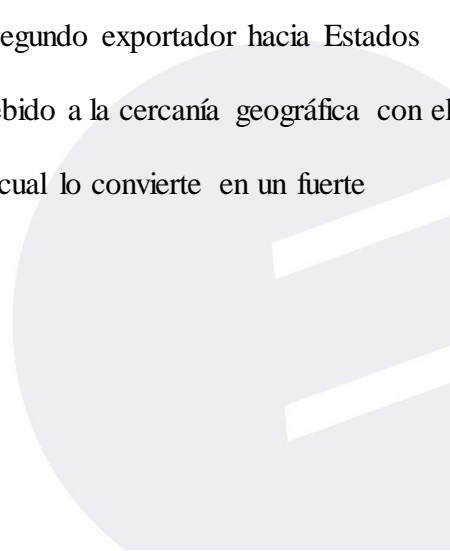 egundo exportador hacia Estados
ebido a la cercanía geográfica con el
cual lo convierte en un fuerte